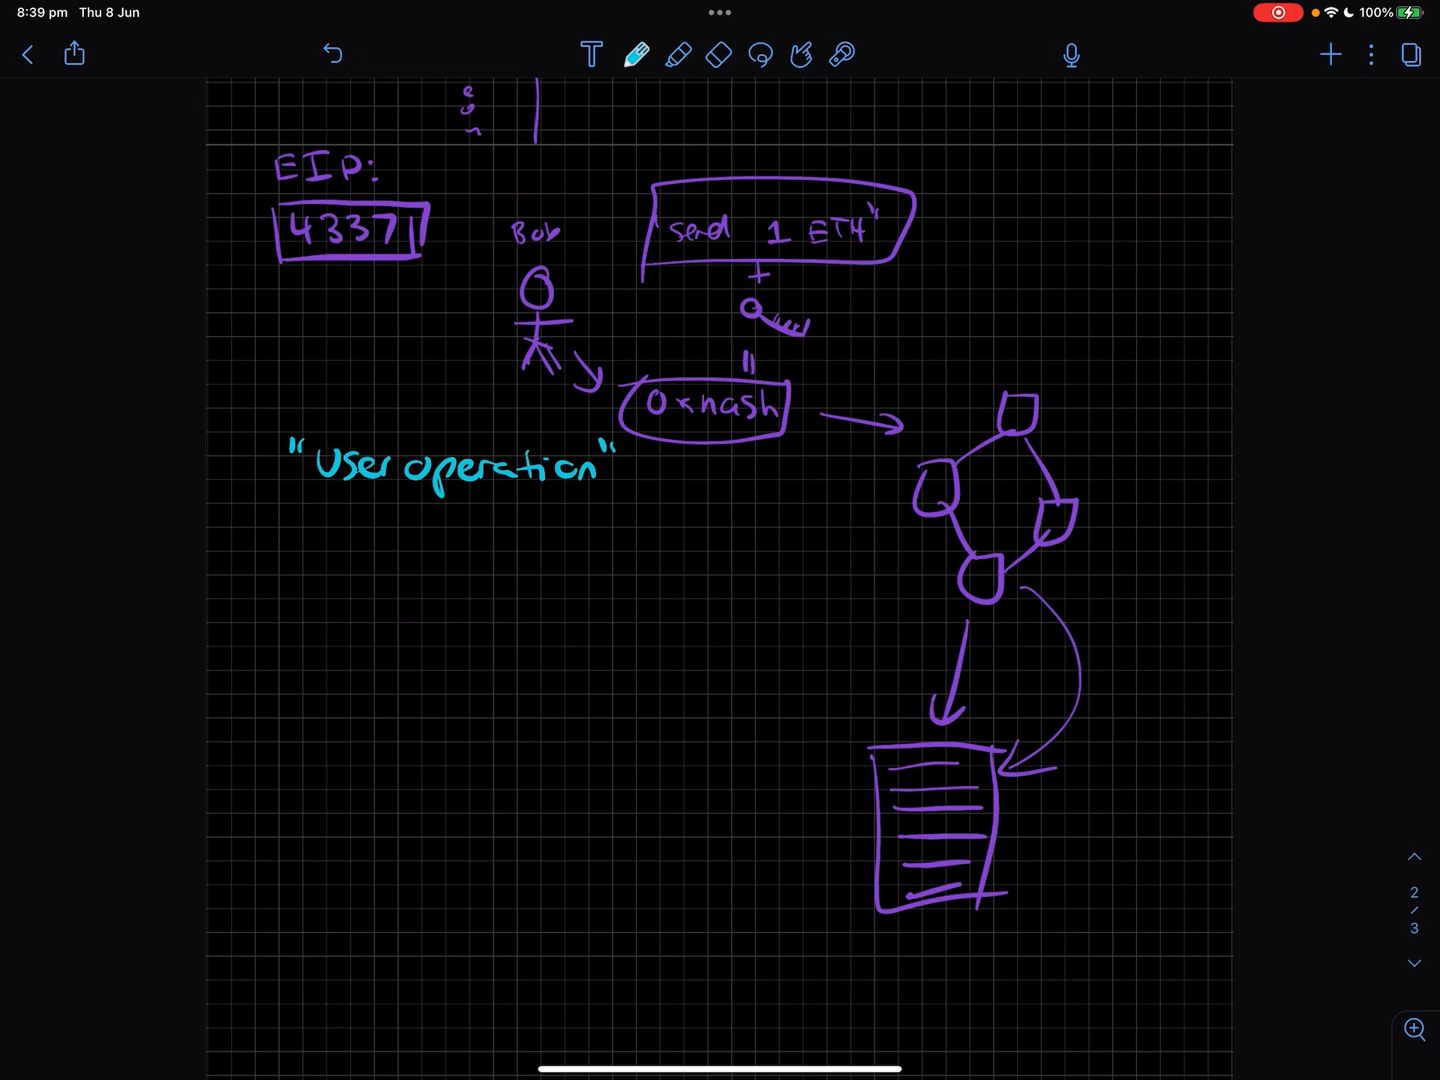 8:39 pm Thu 8 Jun
100%
EIP:
4337
Bob
send 1 ETH"
+
=
0xhash
"User operation"
2
/
3